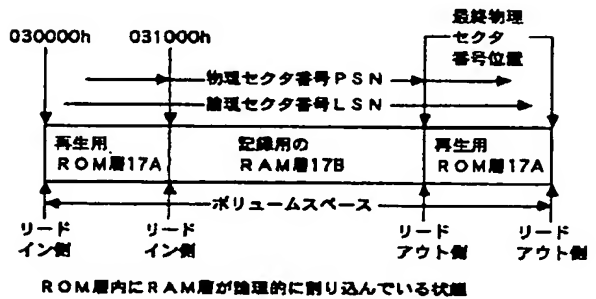 最終物理
セクタ
番号位置
030000h 031000h
物理セクタ番号PSN
論理セクタ番号LSN
再生用
ROM層17A
記録用の
RAM層17B
再生用
ROM層17A
ボリュームスペース
リード
イン側
リード
イン側
リード
アウト側
リード
アウト側
ROM層内にRAM層が論理的に割り込んでいる状態